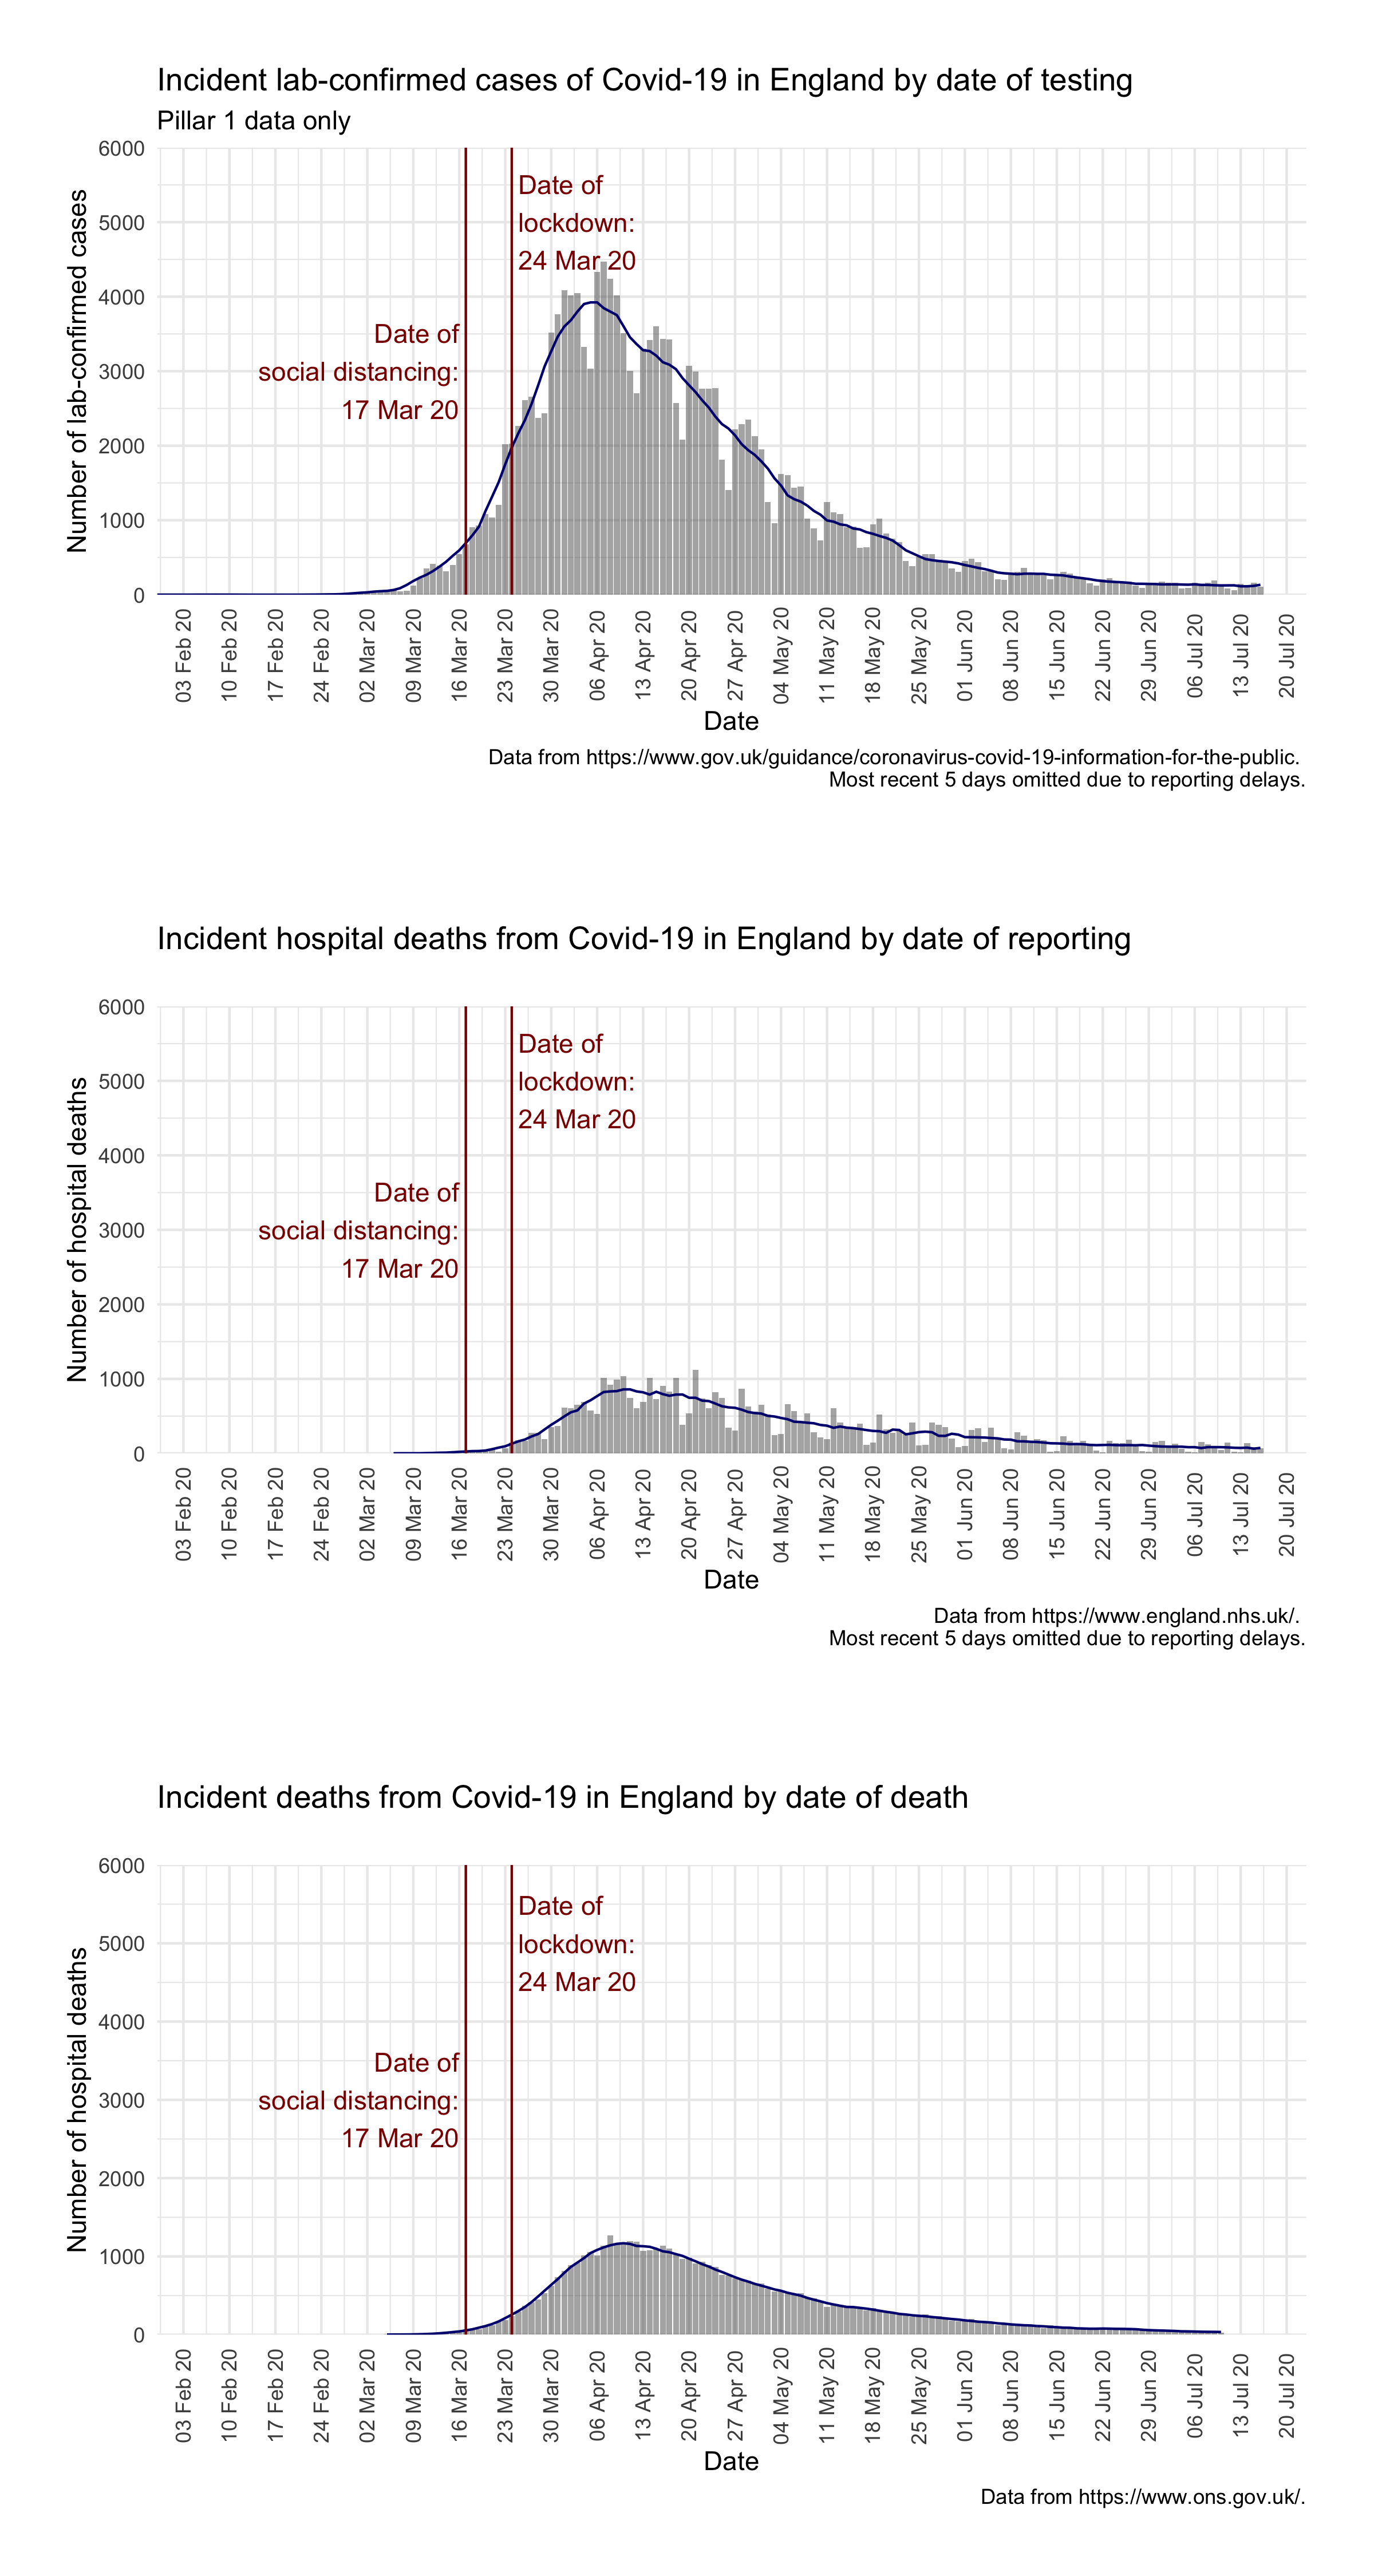 Incident lab-confirmed cases of Covid-19 in England by date of testing
Pillar 1 data only
6000
5000
4000
3000
2000
1000
0
Number of lab-confirmed cases
Date of
lockdown:
24 Mar 20
Date of
social distancing:
17 Mar 20
03 Feb 20
10 Feb 20
17 Feb 20
24 Feb 20
02 Mar 20
09 Mar 20
16 Mar 20
23 Mar 20
30 Mar 20
06 Apr 20
13 Apr 20
20 Apr 20
27 Apr 20
04 May 20
11 May 20
18 May 20
25 May 20
01 Jun 20
08 Jun 20
15 Jun 20
22 Jun 20
29 Jun 20
06 Jul 20
13 Jul 20
20 Jul 20
Date
Data from https://www.gov.uk/guidance/coronavirus-covid-19-information-for-the-public.
Most recent 5 days omitted due to reporting delays.
Incident hospital deaths from Covid-19 in England by date of reporting
6000
5000
4000
3000
2000
1000
0
Number of hospital deaths
Date of
lockdown:
24 Mar 20
Date of
social distancing:
17 Mar 20
03 Feb 20
10 Feb 20
17 Feb 20
24 Feb 20
02 Mar 20
09 Mar 20
16 Mar 20
23 Mar 20
30 Mar 20
06 Apr 20
13 Apr 20
20 Apr 20
27 Apr 20
04 May 20
11 May 20
18 May 20
25 May 20
01 Jun 20
08 Jun 20
15 Jun 20
22 Jun 20
29 Jun 20
06 Jul 20
13 Jul 20
20 Jul 20
Date
Data from https://www.england.nhs.uk/.
Most recent 5 days omitted due to reporting delays.
Incident deaths from Covid-19 in England by date of death
6000
5000
4000
3000
2000
1000
0
Number of hospital deaths
Date of
lockdown:
24 Mar 20
Date of
social distancing:
17 Mar 20
03 Feb 20
10 Feb 20
17 Feb 20
24 Feb 20
02 Mar 20
09 Mar 20
16 Mar 20
23 Mar 20
30 Mar 20
06 Apr 20
13 Apr 20
20 Apr 20
27 Apr 20
04 May 20
11 May 20
18 May 20
25 May 20
01 Jun 20
08 Jun 20
15 Jun 20
22 Jun 20
29 Jun 20
06 Jul 20
13 Jul 20
20 Jul 20
Date
Data from https://www.ons.gov.uk/.